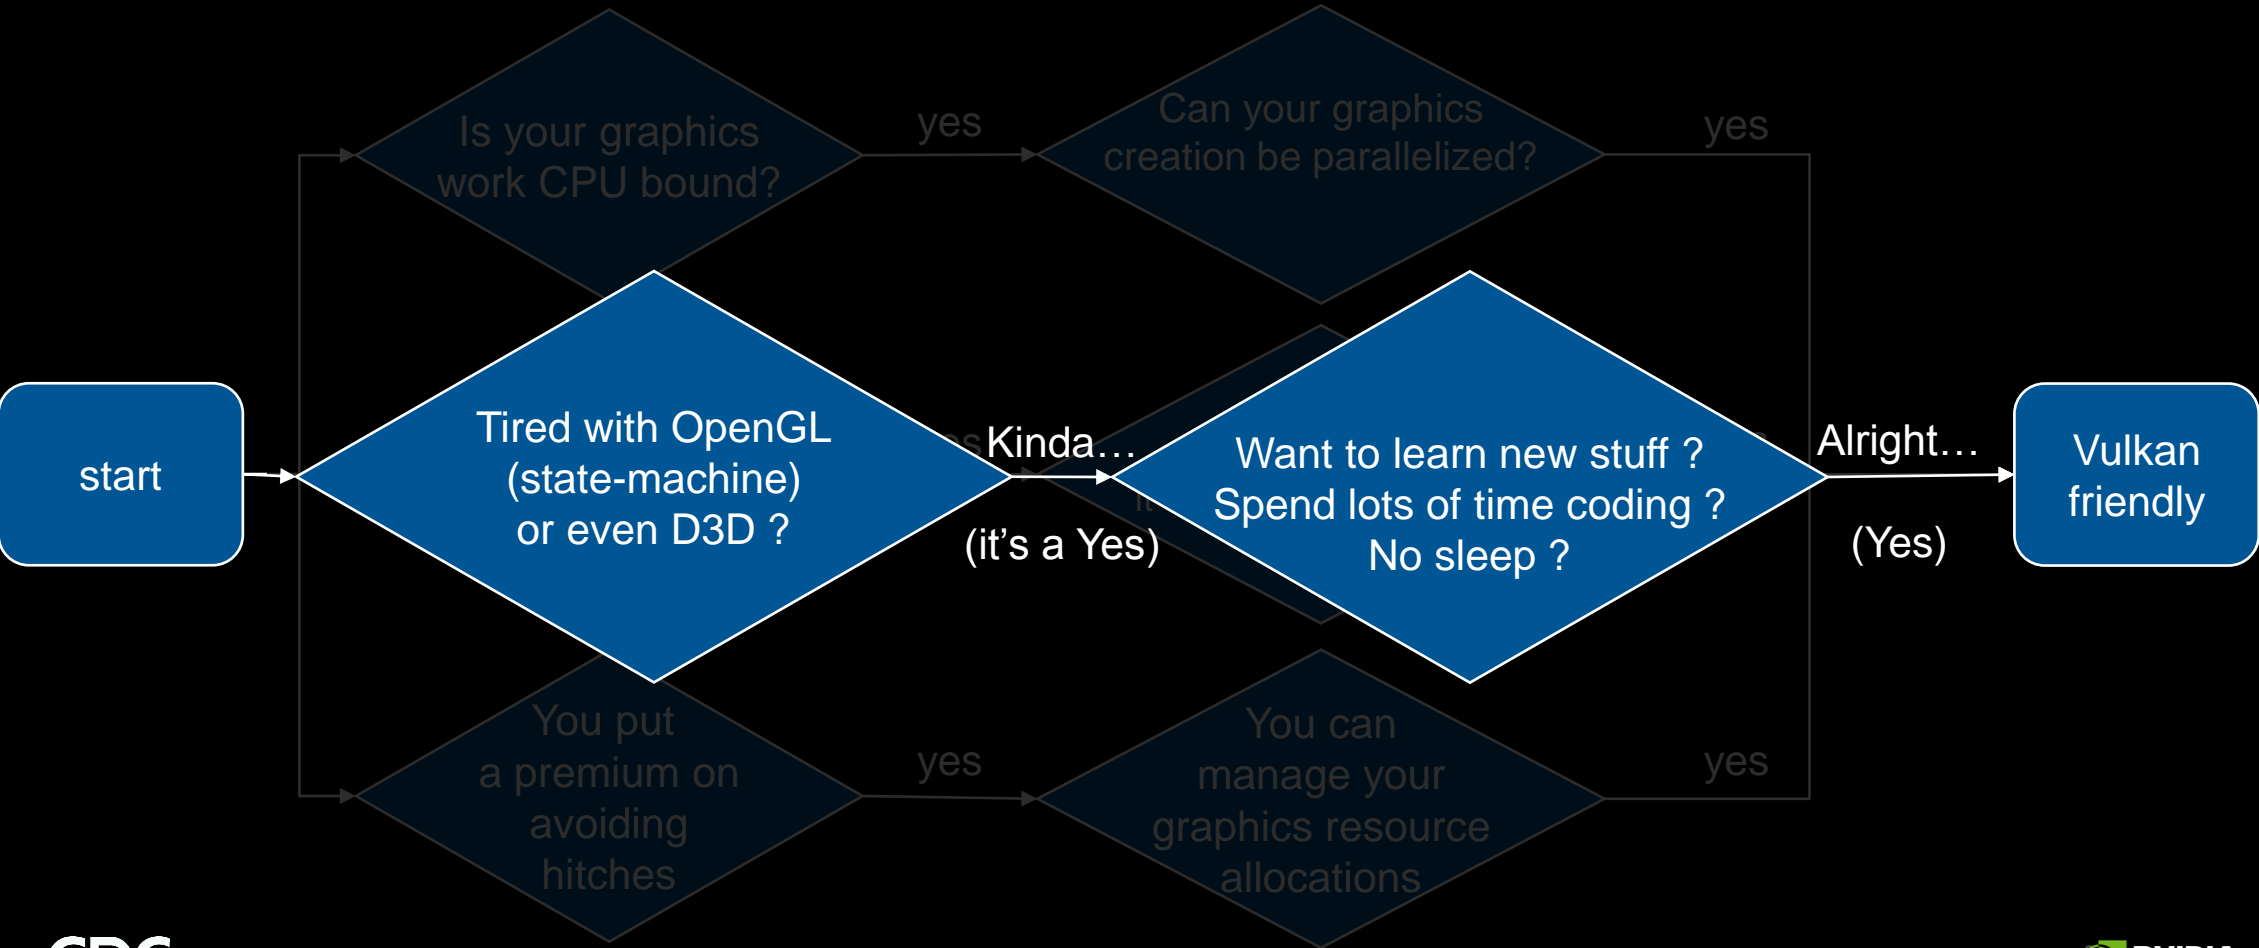 Is your graphics
work CPU bound?
yes
Can your graphics
creation be parallelized?
yes
start
Tired with OpenGL
(state-machine)
or even D3D ?
Kinda…
(it's a Yes)
Want to learn new stuff ?
Spend lots of time coding ?
No sleep ?
Alright…
(Yes)
Vulkan
friendly
You put
a premium on
avoiding
hitches
yes
You can
manage your
graphics resource
allocations
yes